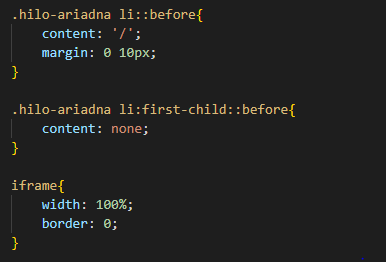 .hilo-ariadna li::before{
    content: '/';
    margin: 0 10px;
}
.hilo-ariadna li:first-child::before{
    content: none;
}
iframe{
    width: 100%;
    border: 0;
}